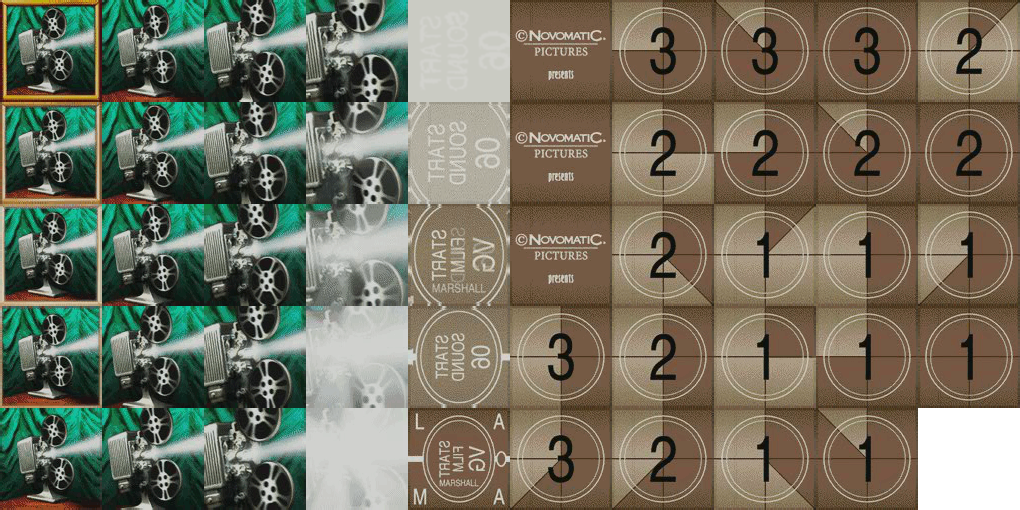 START
SOUND
START
SOUND
06
START
VG
MARSHALL
START
SOUND
06
L A
START
FILM
VG
MARSHALL
M A
©NOVOMATIC.
PICTURES
presents
©NOVOMATIC.
PICTURES
presents
©NOVOMATIC.
PICTURES
presents
3
3
3
2
2
2
2
3
2
1
1
1
3
2
1
1
1
2
2
1
1